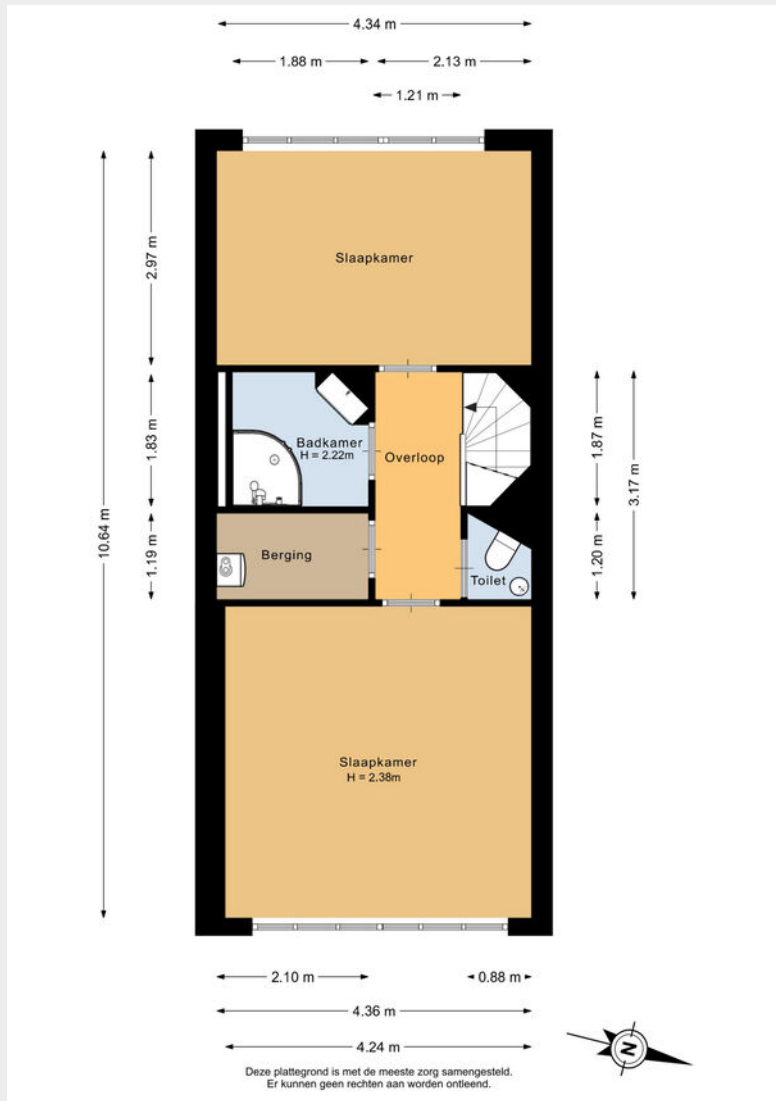 4.34 m
1.88 m
2.13 m
1.21 m
2.97 m
Slaapkamer
1.83 m
Badkamer
H = 2.22m
Overloop
1.87 m
3.17 m
10.64 m
1.19 m
Berging
Toilet
1.20 m
Slaapkamer
H = 2.38m
2.10 m
0.88 m
4.36 m
4.24 m
N
Deze plattegrond is met de meeste zorg samengesteld.
Er kunnen geen rechten aan worden ontleend.